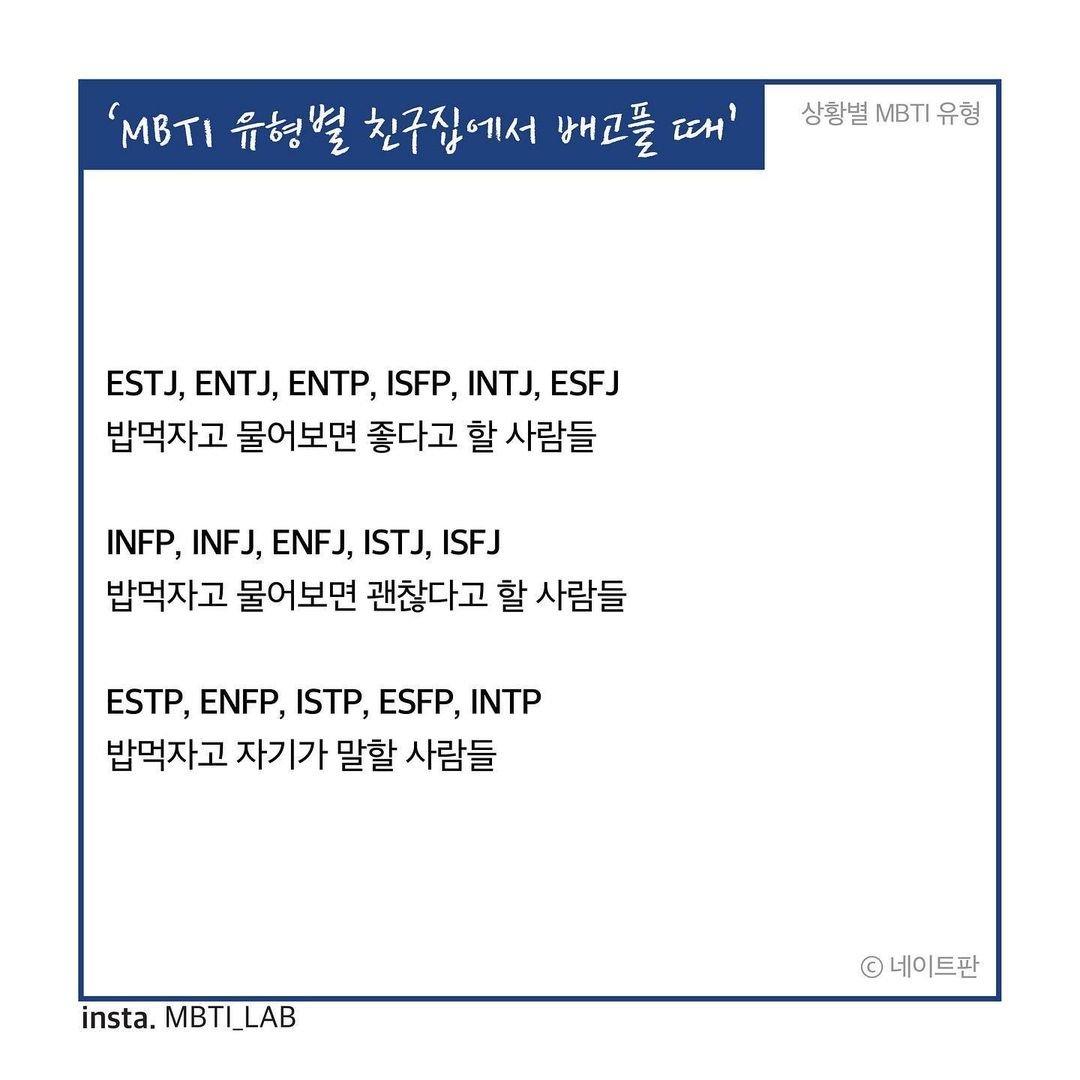 ‘MBTI 유형별 친구집에서 배고플 때’
상황별 MBTI 유형
ESTJ, ENTJ, ENTP, ISFP, INTJ, ESFJ
밥먹자고 물어보면 좋다고 할 사람들
INFP, INFJ, ENFJ, ISTJ, ISFJ
밥먹자고 물어보면 괜찮다고 할 사람들
ESTP, ENFP, ISTP, ESFP, INTP
밥먹자고 자기가 말할 사람들
ⓒ 네이트판
insta. MBTI_LAB